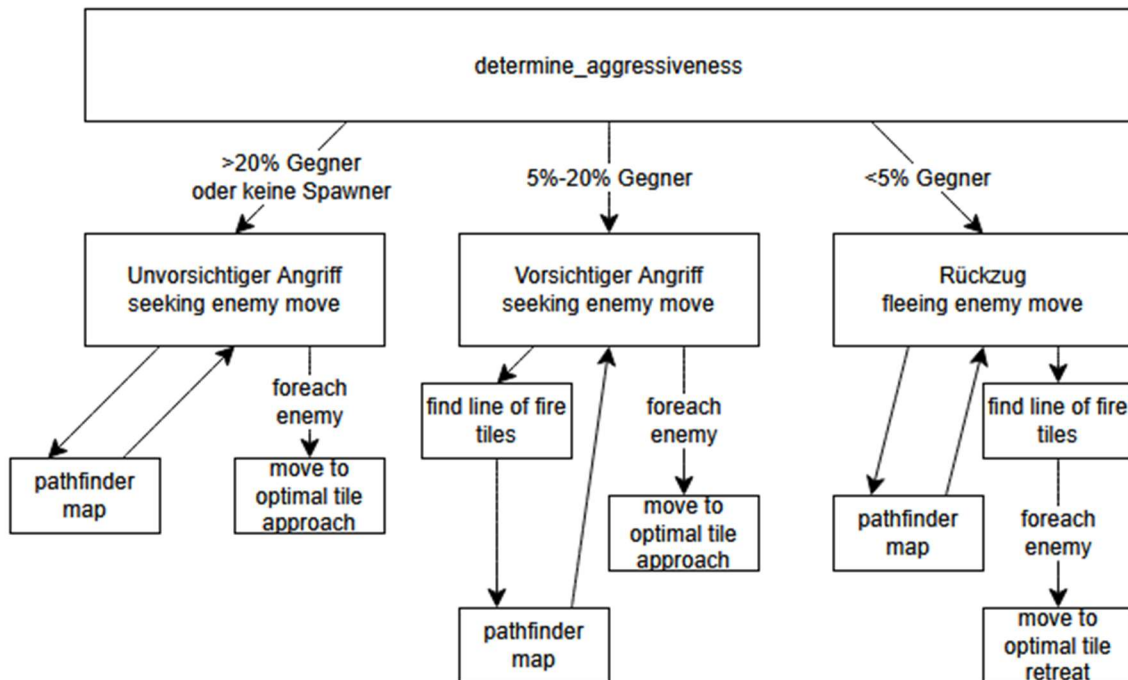 determine_aggressiveness
>20% Gegner
oder keine Spawner
5%-20% Gegner
<5% Gegner
Unvorsichtiger Angriff
seeking enemy move
Vorsichtiger Angriff
seeking enemy move
Rückzug
fleeing enemy move
foreach
enemy
pathfinder
map
move to
optimal tile
approach
find line of fire
tiles
foreach
enemy
move to
optimal tile
approach
pathfinder
map
find line of fire
tiles
pathfinder
map
foreach
enemy
move to
optimal tile
retreat